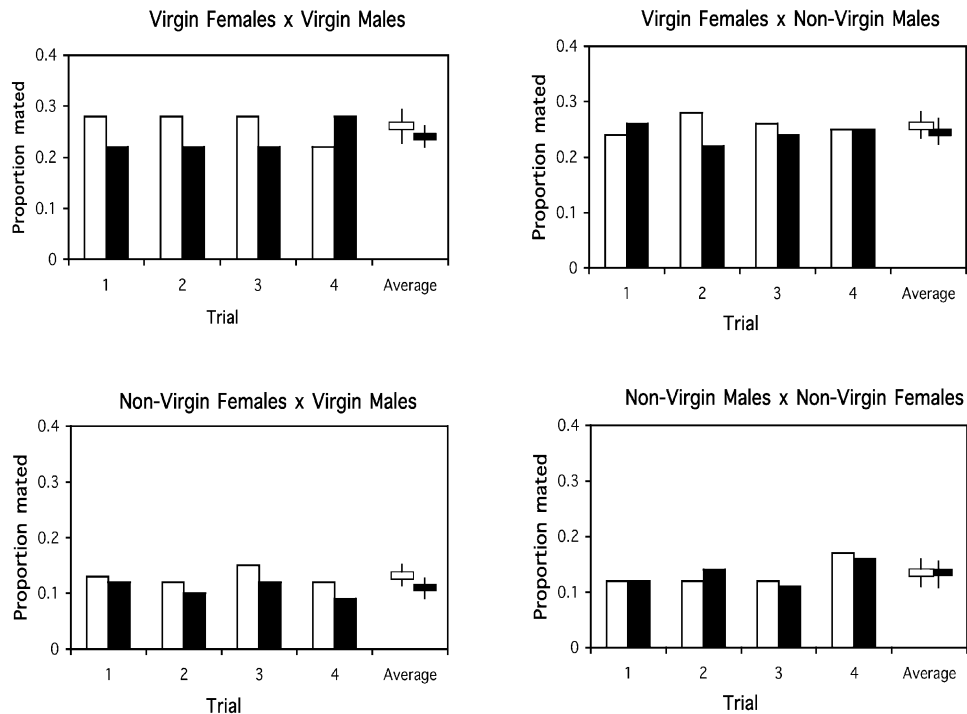 Virgin Females x Virgin Males
0.4
0.3
0.2
0.1
0
Proportion mated
1 2 3 4 Average
Trial
Virgin Females x Non-Virgin Males
0.4
0.3
0.2
0.1
0
Proportion mated
1 2 3 4 Average
Trial
Non-Virgin Females x Virgin Males
0.4
0.3
0.2
0.1
0
Proportion mated
1 2 3 4 Average
Trial
Non-Virgin Males x Non-Virgin Females
0.4
0.3
0.2
0.1
0
Proportion mated
1 2 3 4 Average
Trial